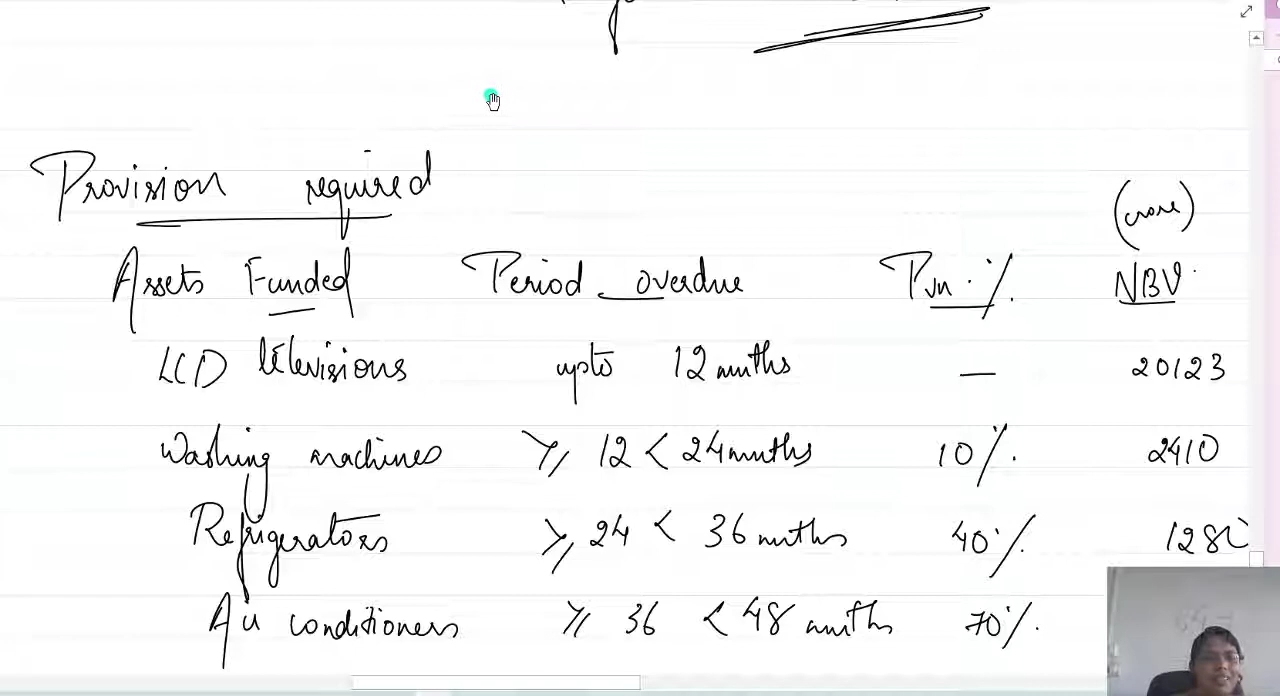 Provision required
(crore)
Assets Funded Period overdue Pvn. % NBV.
LCD televisions upto 12 mnths — 20123
Washing machines ≥ 12 < 24 mnths 10%. 2410
Refrigerators ≥ 24 < 36 mnths 40%.
Air conditioners ≥ 36 < 48 mnths 70%.